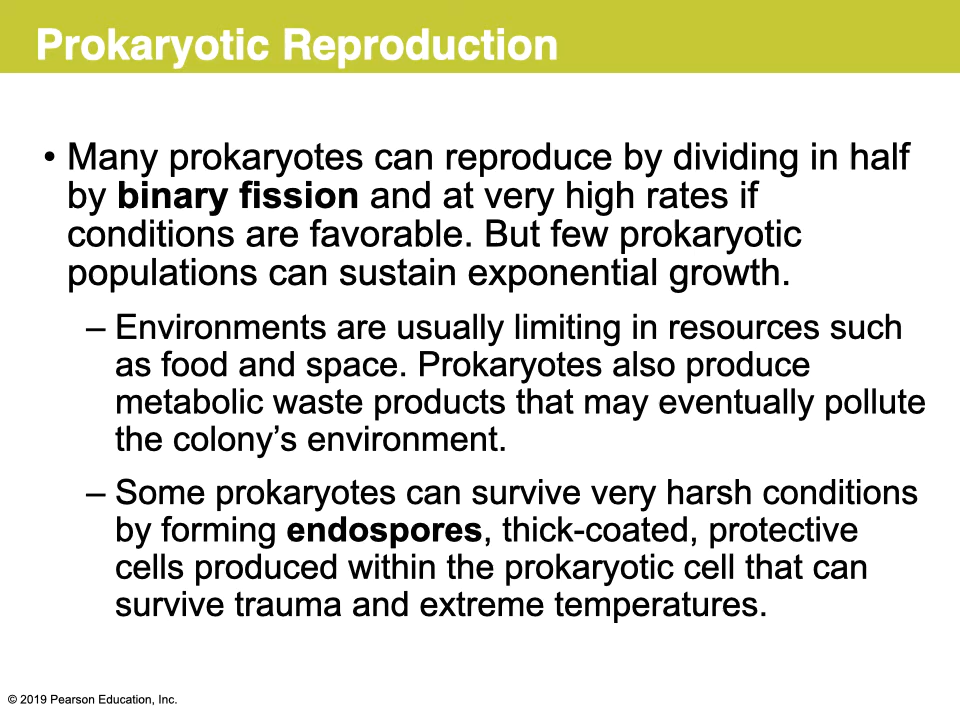 Prokaryotic Reproduction
• Many prokaryotes can reproduce by dividing in half
by binary fission and at very high rates if
conditions are favorable. But few prokaryotic
populations can sustain exponential growth.
– Environments are usually limiting in resources such
as food and space. Prokaryotes also produce
metabolic waste products that may eventually pollute
the colony’s environment.
– Some prokaryotes can survive very harsh conditions
by forming endospores, thick-coated, protective
cells produced within the prokaryotic cell that can
survive trauma and extreme temperatures.
© 2019 Pearson Education, Inc.